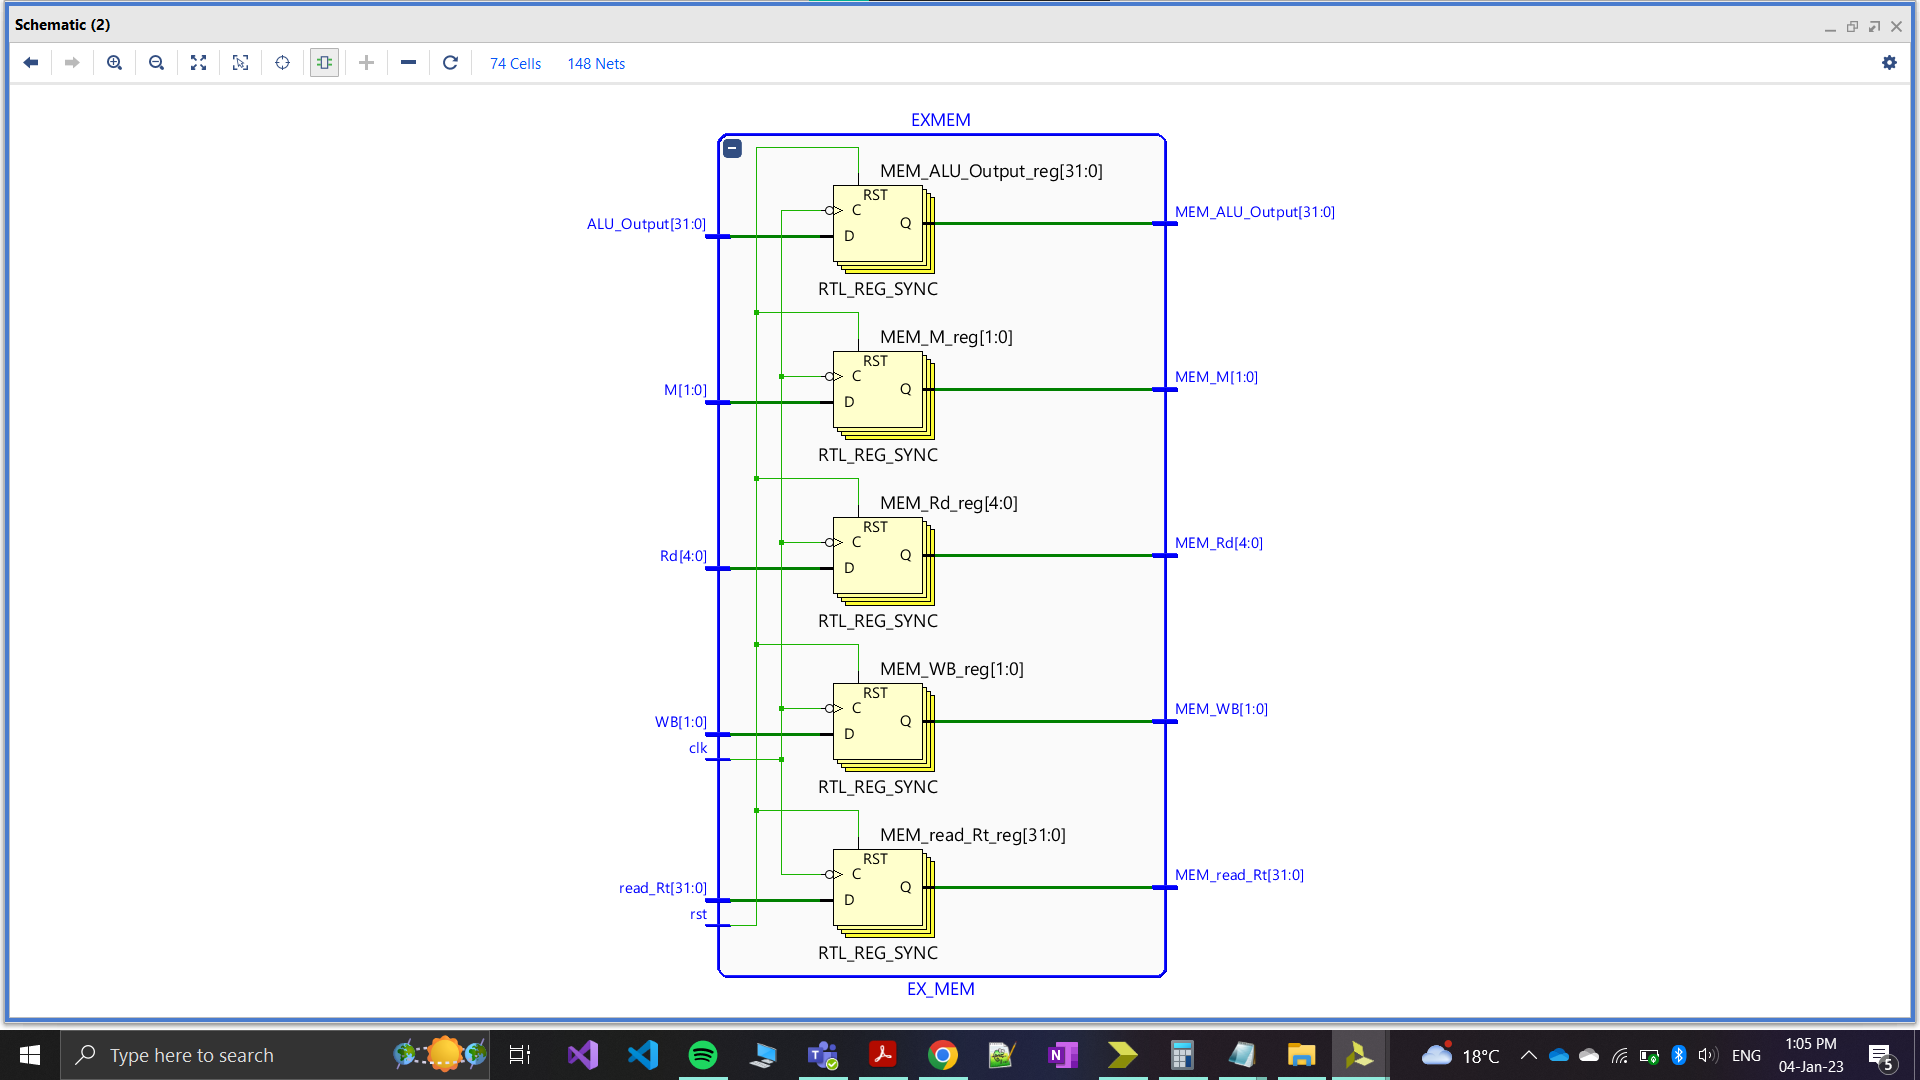 Schematic (2)
74 Cells
148 Nets
EXMEM
MEM_ALU_Output_reg[31:0]
RST
C
Q
D
ALU_Output[31:0]
MEM_ALU_Output[31:0]
RTL_REG_SYNC
MEM_M_reg[1:0]
RST
C
Q
D
M[1:0]
MEM_M[1:0]
RTL_REG_SYNC
MEM_Rd_reg[4:0]
RST
C
Q
D
Rd[4:0]
MEM_Rd[4:0]
RTL_REG_SYNC
MEM_WB_reg[1:0]
RST
C
Q
D
WB[1:0]
clk
MEM_WB[1:0]
RTL_REG_SYNC
MEM_read_Rt_reg[31:0]
RST
C
Q
D
read_Rt[31:0]
rst
MEM_read_Rt[31:0]
RTL_REG_SYNC
EX_MEM
Type here to search
N
18°C
ENG
1:05 PM
04-Jan-23
5